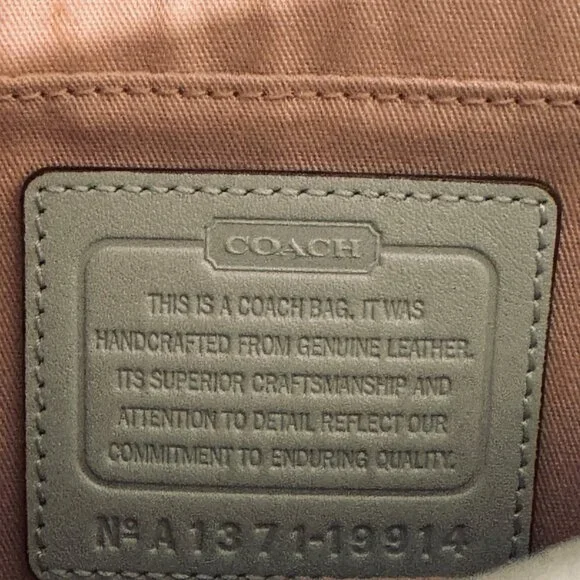 COACH
THIS IS A COACH BAG. IT WAS
HANDCRAFTED FROM GENUINE LEATHER.
ITS SUPERIOR CRAFTSMANSHIP AND
ATTENTION TO DETAIL REFLECT OUR
COMMITMENT TO ENDURING QUALITY.
Nº A1371-19914